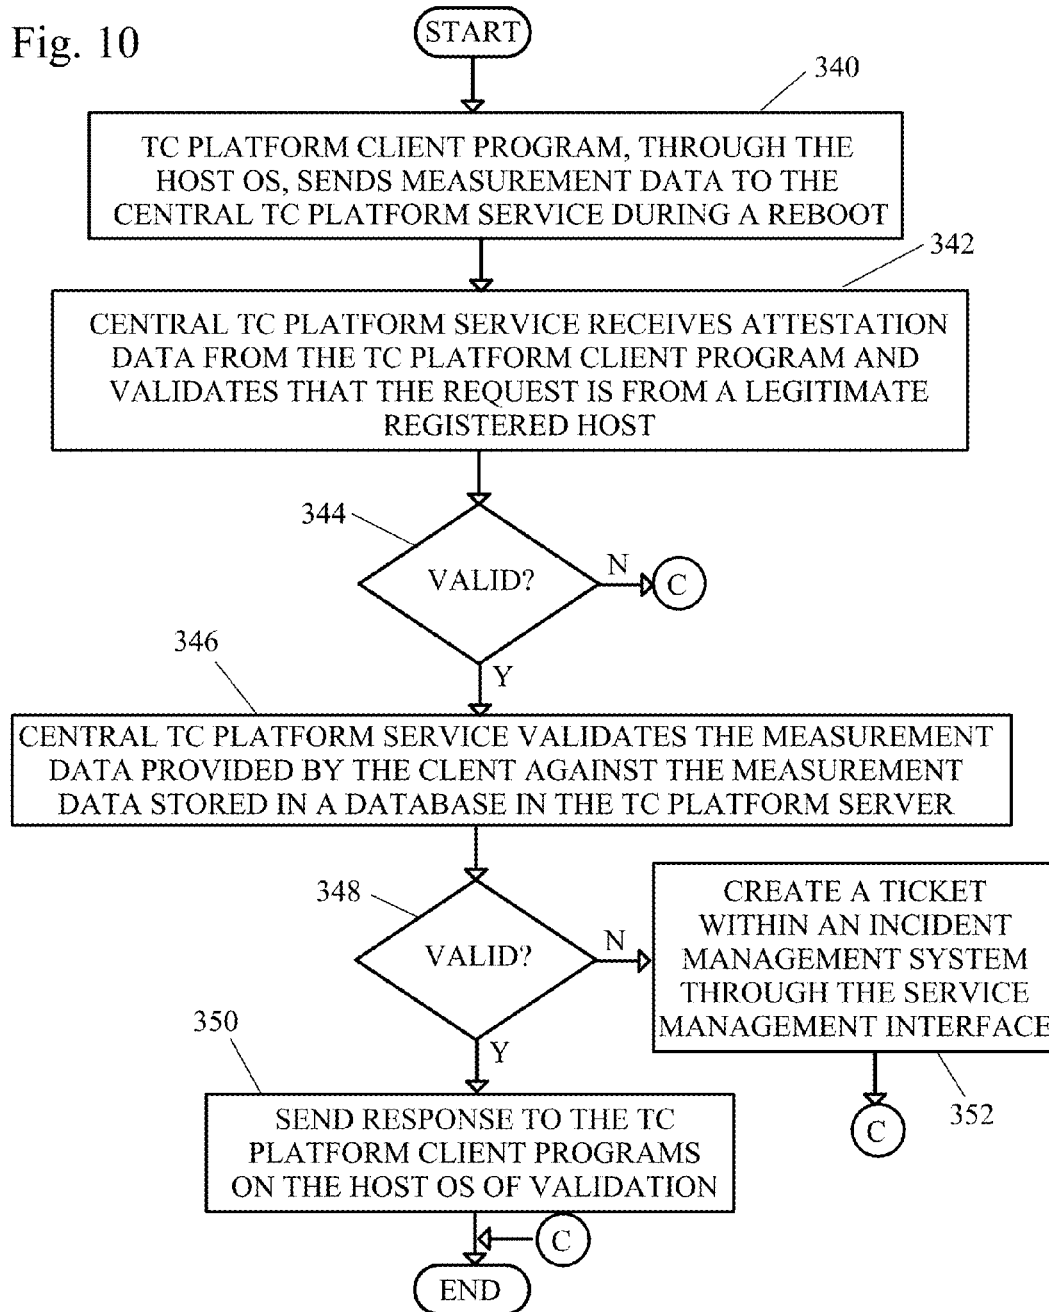 Fig. 10
START
340
TC PLATFORM CLIENT PROGRAM, THROUGH THE
HOST OS, SENDS MEASUREMENT DATA TO THE
CENTRAL TC PLATFORM SERVICE DURING A REBOOT
342
CENTRAL TC PLATFORM SERVICE RECEIVES ATTESTATION
DATA FROM THE TC PLATFORM CLIENT PROGRAM AND
VALIDATES THAT THE REQUEST IS FROM A LEGITIMATE
REGISTERED HOST
344
VALID?
N
C
Y
346
CENTRAL TC PLATFORM SERVICE VALIDATES THE MEASUREMENT
DATA PROVIDED BY THE CLENT AGAINST THE MEASUREMENT
DATA STORED IN A DATABASE IN THE TC PLATFORM SERVER
348
VALID?
N
Y
CREATE A TICKET
WITHIN AN INCIDENT
MANAGEMENT SYSTEM
THROUGH THE SERVICE
MANAGEMENT INTERFACE
352
C
350
SEND RESPONSE TO THE TC
PLATFORM CLIENT PROGRAMS
ON THE HOST OS OF VALIDATION
C
END